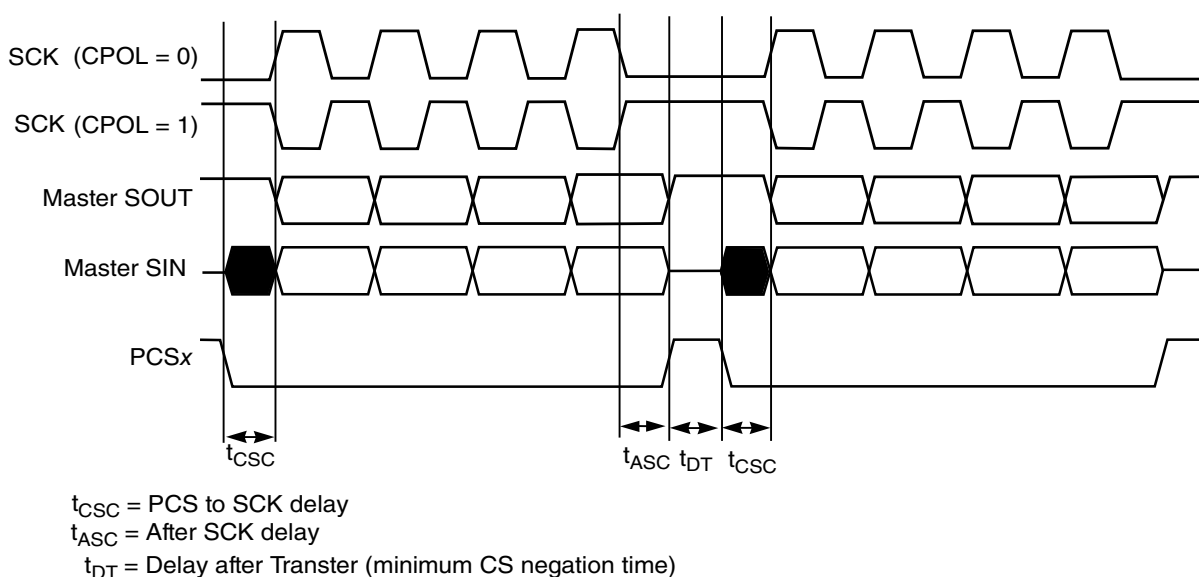 SCK (CPOL = 0)
SCK (CPOL = 1)
Master SOUT
Master SIN
PCSx
tCSC
tASC
tDT
tCSC
tCSC = PCS to SCK delay
tASC = After SCK delay
tDT = Delay after Transter (minimum CS negation time)